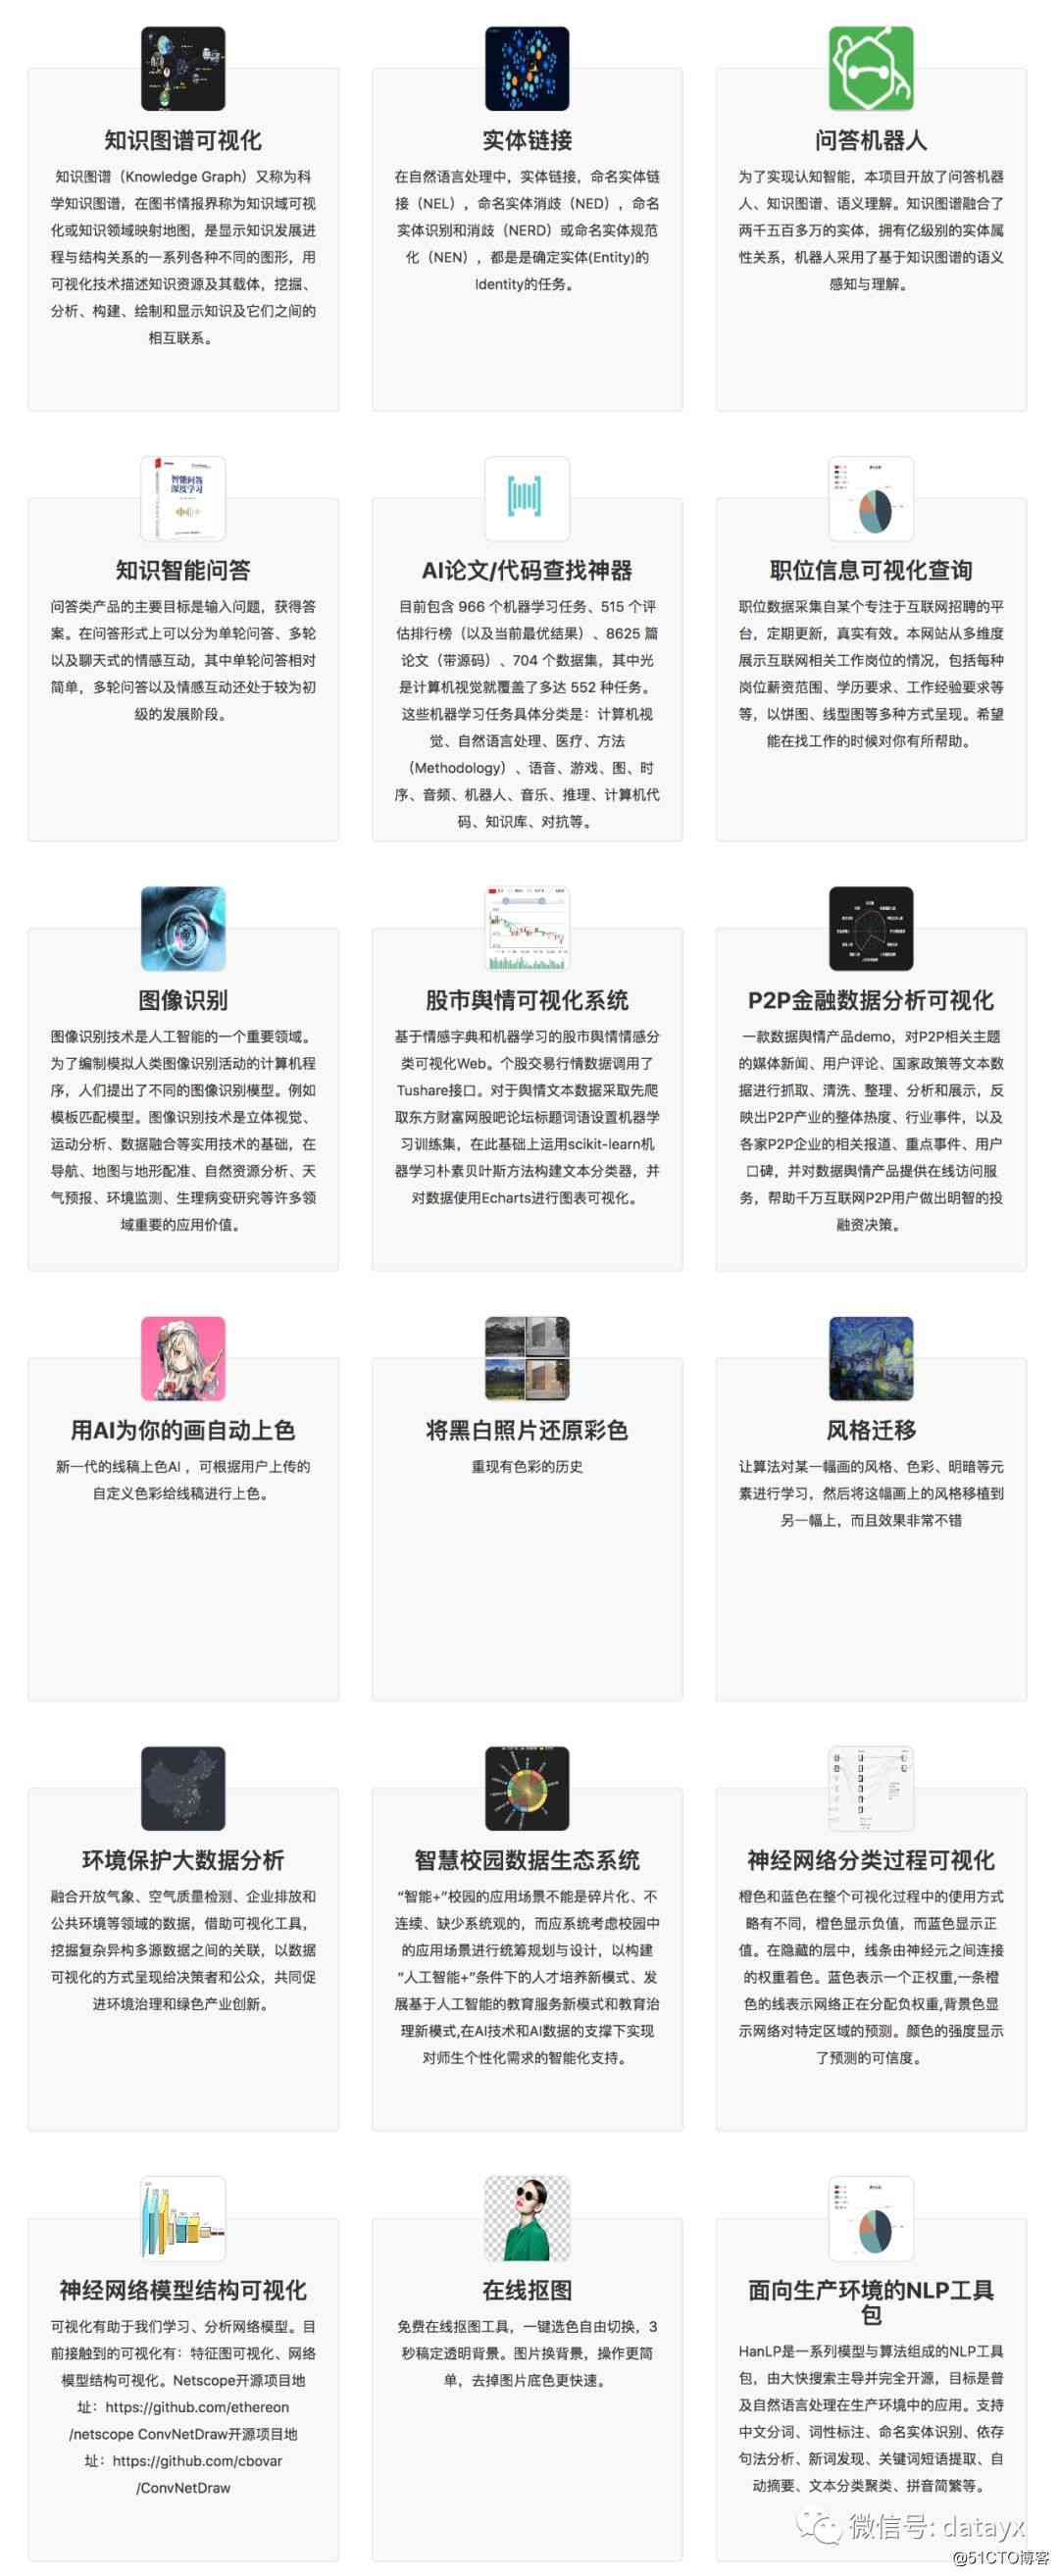 知识图谱可视化
知识图谱（Knowledge Graph）又称为科
学知识图谱，在图书情报界称为知识域可视
化或知识领域映射地图，是显示知识发展进
程与结构关系的一系列各种不同的图形，用
可视化技术描述知识资源及其载体，挖掘、
分析、构建、绘制和显示知识及它们之间的
相互联系。
实体链接
在自然语言处理中，实体链接，命名实体链
接（NEL），命名实体消歧（NED），命名
实体识别和消歧（NERD）或命名实体规范
化（NEN），都是是确定实体(Entity)的
Identity的任务。
问答机器人
为了实现认知智能，本项目开放了问答机器
人、知识图谱、语义理解。知识图谱融合了
两千五百多万的实体，拥有亿级别的实体属
性关系，机器人采用了基于知识图谱的语义
感知与理解。
智能问答
深度学习
知识智能问答
问答类产品的主要目标是输入问题，获得答
案。在问答形式上可以分为单轮问答、多轮
以及聊天式的情感互动，其中单轮问答相对
简单，多轮问答以及情感互动还处于较为初
级的发展阶段。
AI论文/代码查找神器
目前包含 966 个机器学习任务、515 个评
估排行榜（以及当前最优结果）、8625 篇
论文（带源码）、704 个数据集，其中光
是计算机视觉就覆盖了多达 552 种任务。
这些机器学习任务具体分类是：计算机视
觉、自然语言处理、医疗、方法
（Methodology）、语音、游戏、图、时
序、音频、机器人、音乐、推理、计算机代
码、知识库、对抗等。
职位信息可视化查询
职位数据采集自某个专注于互联网招聘的平
台，定期更新，真实有效。本网站从多维度
展示互联网相关工作岗位的情况，包括每种
岗位薪资范围、学历要求、工作经验要求等
等，以饼图、线型图等多种方式呈现。希望
能在找工作的时候对你有所帮助。
图像识别
图像识别技术是人工智能的一个重要领域。
为了编制模拟人类图像识别活动的计算机程
序，人们提出了不同的图像识别模型。例如
模板匹配模型。图像识别技术是立体视觉、
运动分析、数据融合等实用技术的基础，在
导航、地图与地形配准、自然资源分析、天
气预报、环境监测、生理病变研究等许多领
域重要的应用价值。
股市舆情可视化系统
基于情感字典和机器学习的股市舆情情感分
类可视化Web。个股交易行情数据调用了
Tushare接口。对于舆情文本数据采取先爬
取东方财富网股吧论坛标题词语设置机器学
习训练集，在此基础上运用scikit-learn机
器学习朴素贝叶斯方法构建文本分类器，并
对数据使用Echarts进行图表可视化。
P2P金融数据分析可视化
一款数据舆情产品demo，对P2P相关主题
的媒体新闻、用户评论、国家政策等文本数
据进行抓取、清洗、整理、分析和展示，反
映出P2P产业的整体热度、行业事件，以及
各家P2P企业的相关报道、重点事件、用户
口碑，并对数据舆情产品提供在线访问服
务，帮助千万互联网P2P用户做出明智的投
融资决策。
用AI为你的画自动上色
新一代的线稿上色AI ，可根据用户上传的
自定义色彩给线稿进行上色。
将黑白照片还原彩色
重现有色彩的历史
风格迁移
让算法对某一幅画的风格、色彩、明暗等元
素进行学习，然后将这幅画上的风格移植到
另一幅上，而且效果非常不错
环境保护大数据分析
融合开放气象、空气质量检测、企业排放和
公共环境等领域的数据，借助可视化工具，
挖掘复杂异构多源数据之间的关联，以数据
可视化的方式呈现给决策者和公众，共同促
进环境治理和绿色产业创新。
智慧校园数据生态系统
“智能+”校园的应用场景不能是碎片化、不
连续、缺少系统观的，而应系统考虑校园中
的应用场景进行统筹规划与设计，以构建
“人工智能+”条件下的人才培养新模式、发
展基于人工智能的教育服务新模式和教育治
理新模式,在AI技术和AI数据的支撑下实现
对师生个性化需求的智能化支持。
神经网络分类过程可视化
橙色和蓝色在整个可视化过程中的使用方式
略有不同，橙色显示负值，而蓝色显示正
值。在隐藏的层中，线条由神经元之间连接
的权重着色。蓝色表示一个正权重,一条橙
色的线表示网络正在分配负权重,背景色显
示网络对特定区域的预测。颜色的强度显示
了预测的可信度。
神经网络模型结构可视化
可视化有助于我们学习、分析网络模型。目
前接触到的可视化有：特征图可视化、网络
模型结构可视化。Netscope开源项目地
址：https://github.com/ethereon
/netscope ConvNetDraw开源项目地
址：https://github.com/cbovar
/ConvNetDraw
在线抠图
免费在线抠图工具，一键选色自由切换，3
秒稿定透明背景。图片换背景，操作更简
单，去掉图片底色更快速。
面向生产环境的NLP工具
包
HanLP是一系列模型与算法组成的NLP工具
包，由大快搜索主导并完全开源，目标是普
及自然语言处理在生产环境中的应用。支持
中文分词、词性标注、命名实体识别、依存
句法分析、新词发现、关键词短语提取、自
动摘要、文本分类聚类、拼音简繁等。
微信号: datayx
@51CTO博客